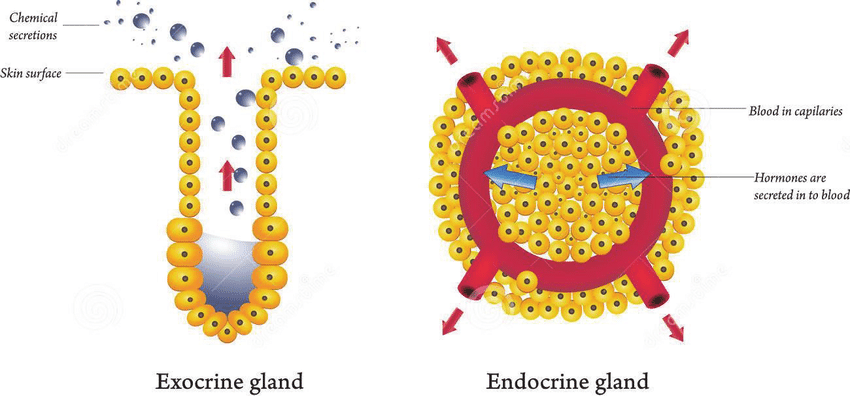 Chemical
secretions
Skin surface
Exocrine gland
Blood in capilaries
Hormones are
secreted in to blood
Endocrine gland